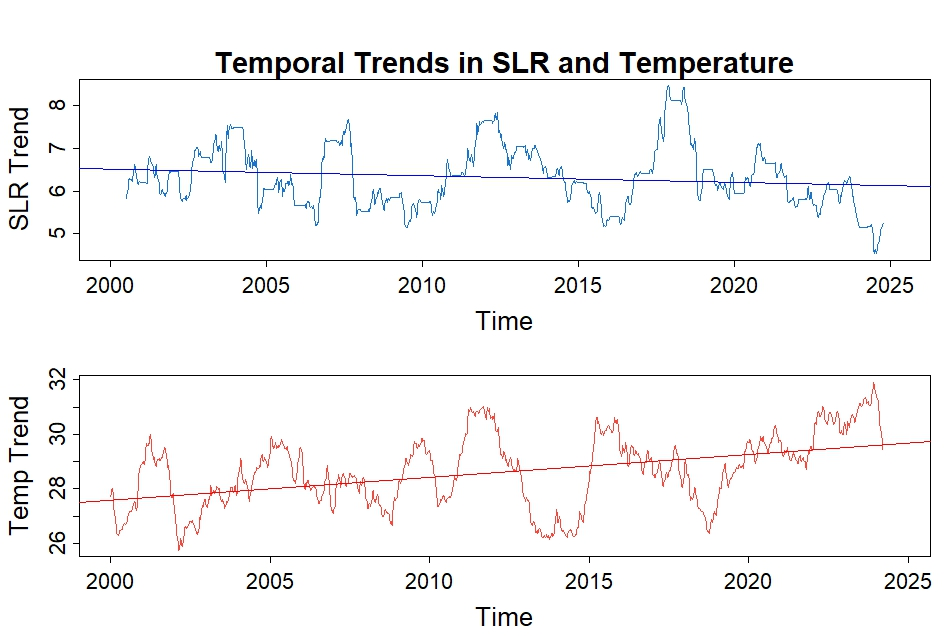 Temporal Trends in SLR and Temperature
SLR Trend
8
7
6
5
2000 2005 2010 2015 2020 2025
Time
Temp Trend
32
30
28
26
2000 2005 2010 2015 2020 2025
Time